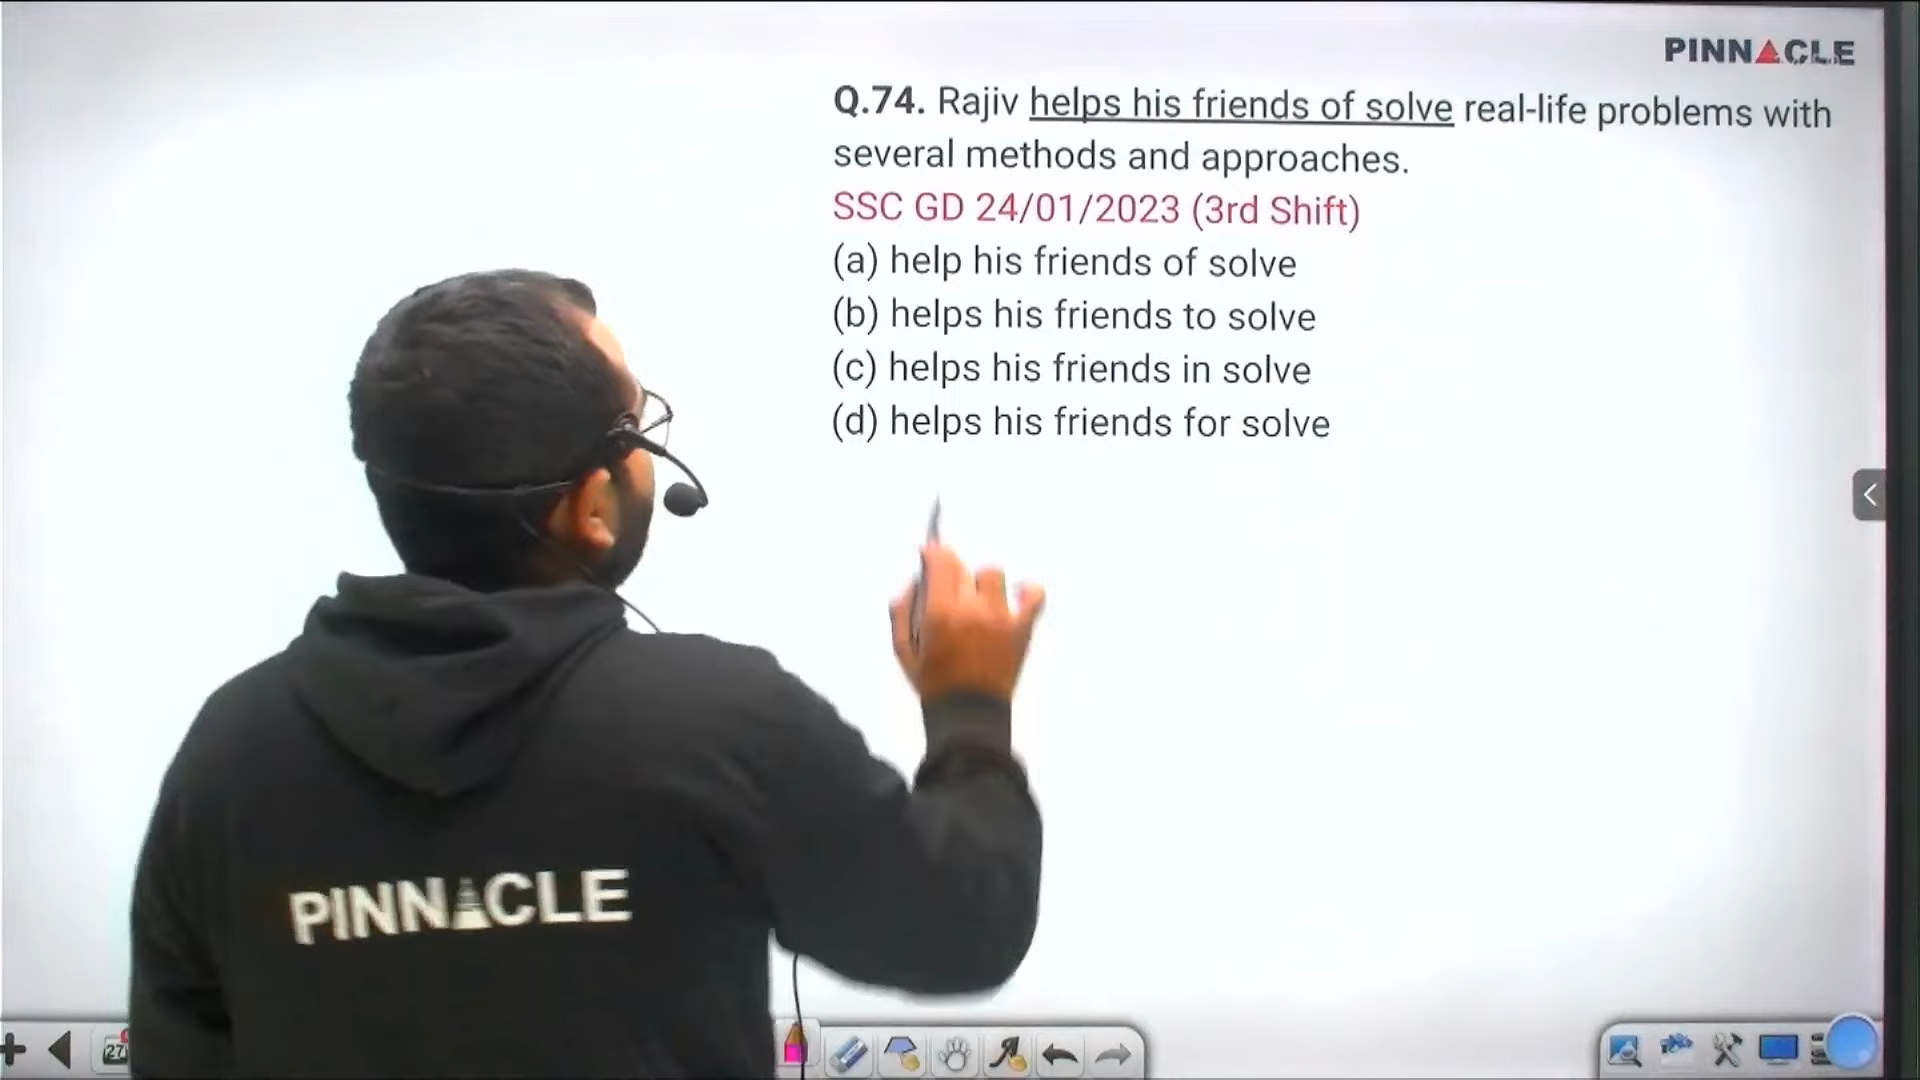 PINNACLE
Q.74. Rajiv helps his friends of solve real-life problems with
several methods and approaches.
SSC GD 24/01/2023 (3rd Shift)
(a) help his friends of solve
(b) helps his friends to solve
(c) helps his friends in solve
(d) helps his friends for solve
PINNACLE
27